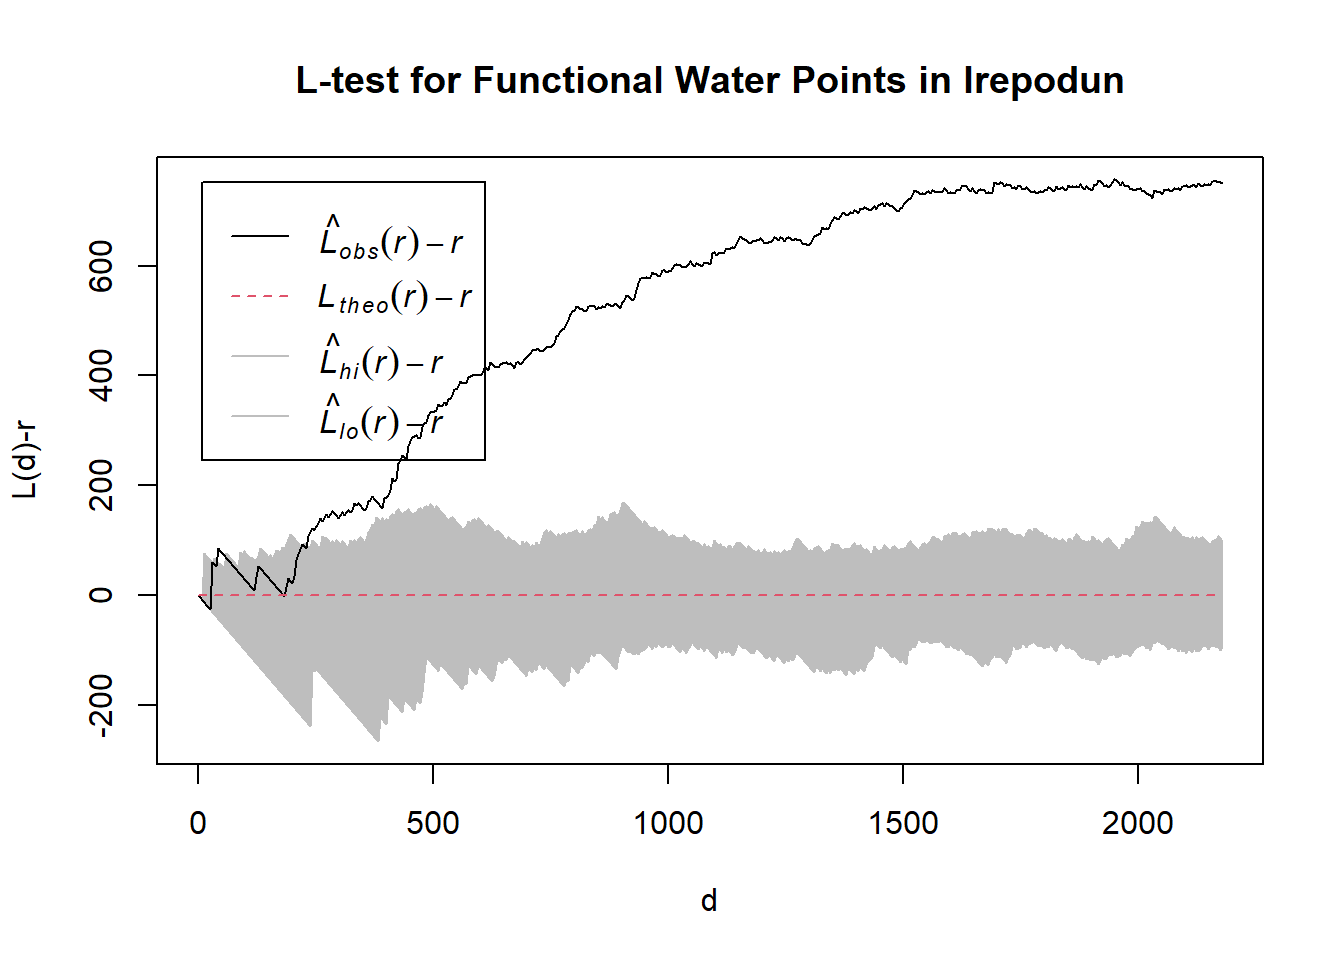 L-test for Functional Water Points in Irepodun
L̂obs(r) − r
Ltheo(r) − r
L̂hi(r) − r
L̂lo(r) − r
L(d)-r
600
400
200
0
-200
0 500 1000 1500 2000
d